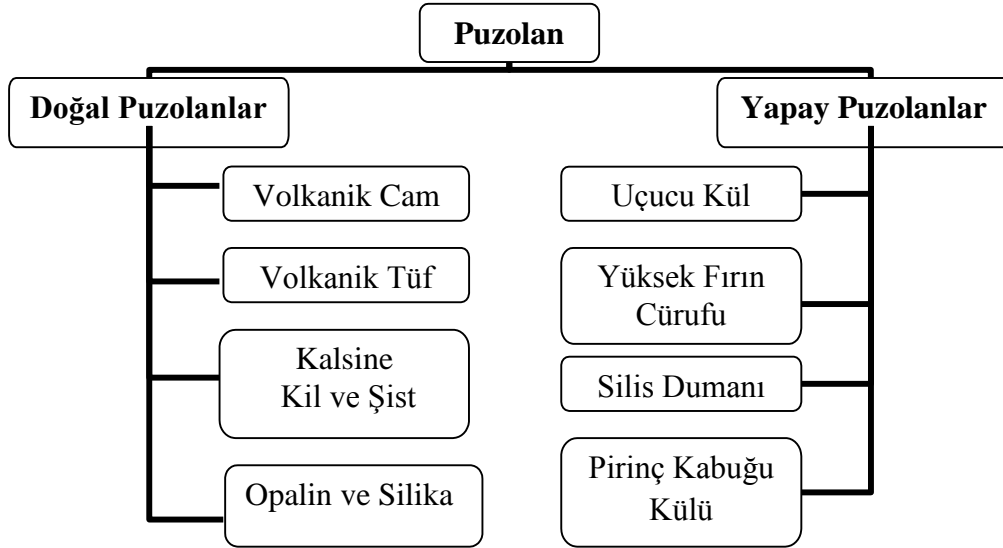 Puzolan
Doğal Puzolanlar
Volkanik Cam
Volkanik Tüf
Kalsine
Kil ve Şist
Opalin ve Silika
Yapay Puzolanlar
Uçucu Kül
Yüksek Fırın
Cürufu
Silis Dumanı
Pirinç Kabuğu
Külü